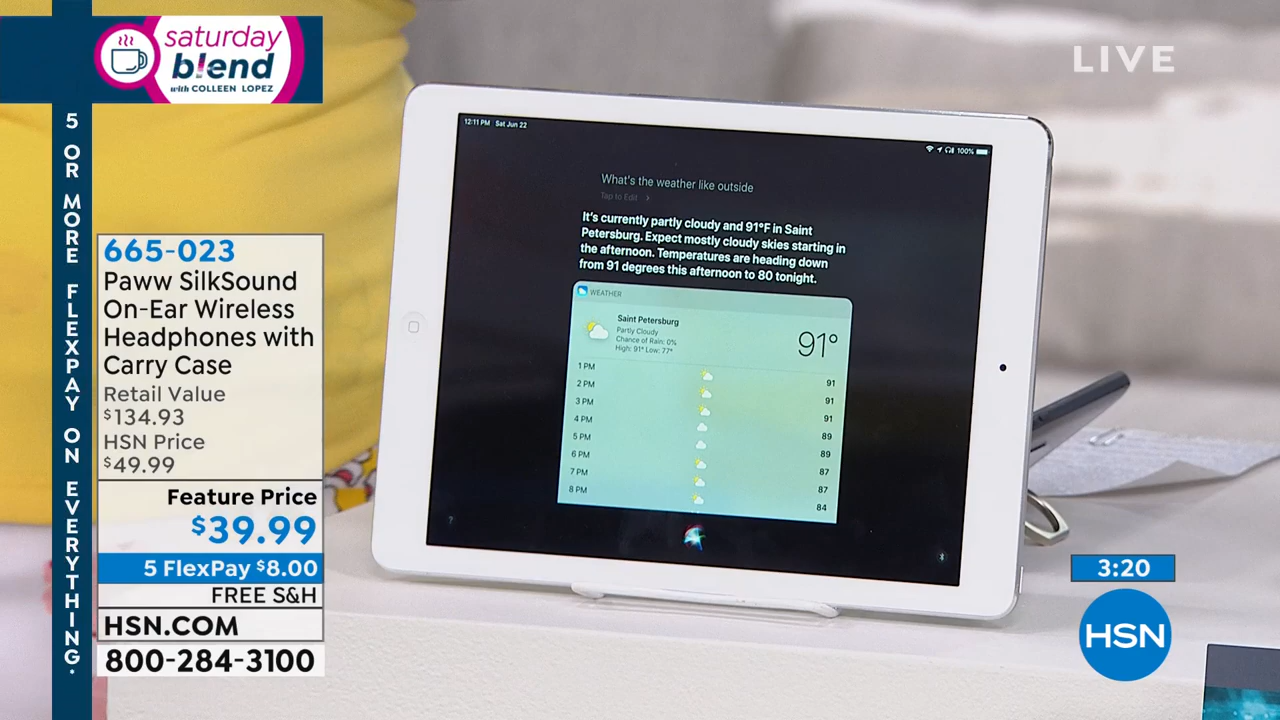 saturday
blend
with COLLEEN LOPEZ
LIVE
5 OR MORE FLEXPAY ON EVERYTHING.
665-023
Paww SilkSound
On-Ear Wireless
Headphones with
Carry Case
Retail Value
$134.93
HSN Price
$49.99
Feature Price
$39.99
5 FlexPay $8.00
FREE S&H
HSN.COM
800-284-3100
12:11 PM Sat Jun 22
100%
What's the weather like outside
Tap to Edit >
It's currently partly cloudy and 91°F in Saint
Petersburg. Expect mostly cloudy skies starting in
the afternoon. Temperatures are heading down
from 91 degrees this afternoon to 80 tonight.
WEATHER
Saint Petersburg
Partly Cloudy
Chance of Rain: 0%
High: 91° Low: 77°
91°
1 PM 91
2 PM 91
3 PM 91
4 PM 89
5 PM 89
6 PM 87
7 PM 87
8 PM 84
?
3:20
HSN